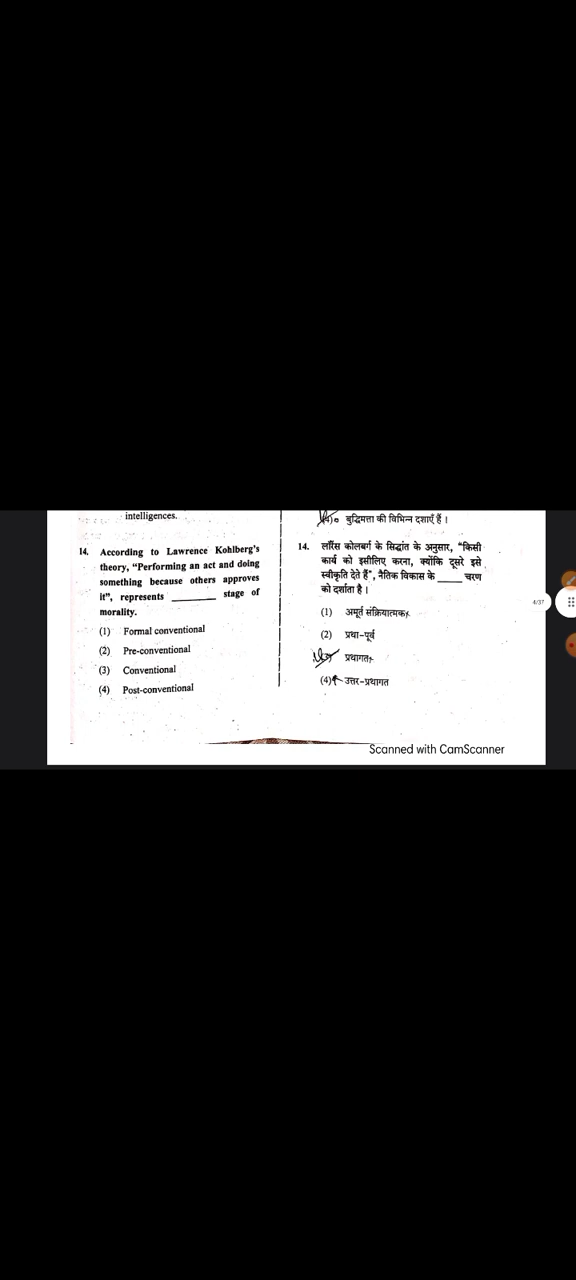 intelligences.
14. According to Lawrence Kohlberg's
theory, "Performing an act and doing
something because others approves
it", represents ________ stage of
morality.
(1) Formal conventional
(2) Pre-conventional
(3) Conventional
(4) Post-conventional
(4) बुद्धिमत्ता की विभिन्न दशाएँ हैं ।
14. लॉरेंस कोलबर्ग के सिद्धांत के अनुसार, "किसी
कार्य को इसीलिए करना, क्योंकि दूसरे इसे
स्वीकृति देते हैं", नैतिक विकास के _____ चरण
को दर्शाता है ।
(1) अमूर्त संक्रियात्मक
(2) प्रथा-पूर्व
प्रथागत
(4) उत्तर-प्रथागत
4/37
Scanned with CamScanner